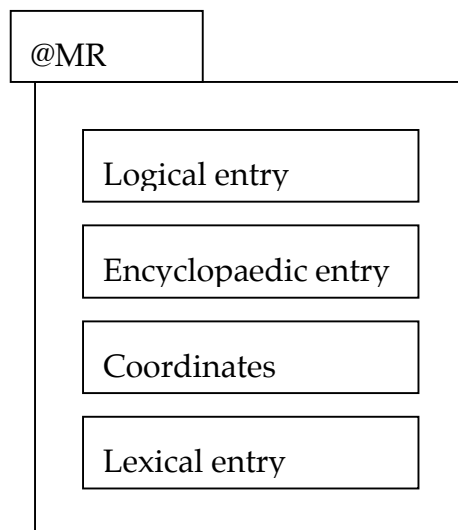 @MR
Logical entry
Encyclopaedic entry
Coordinates
Lexical entry